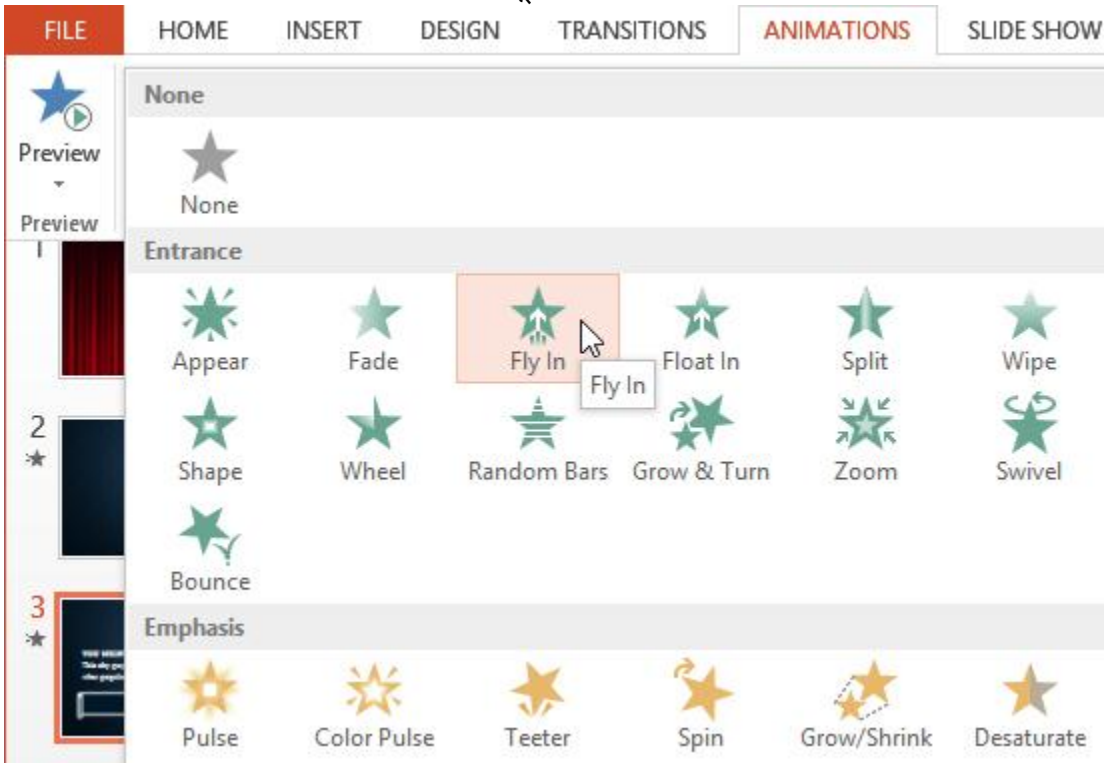 FILE HOME INSERT DESIGN TRANSITIONS ANIMATIONS SLIDE SHOW
Preview
Preview
None
None
Entrance
Appear Fade Fly In Float In Split Wipe
Fly In
Shape Wheel Random Bars Grow & Turn Zoom Swivel
Bounce
Emphasis
Pulse Color Pulse Teeter Spin Grow/Shrink Desaturate
1
2
3